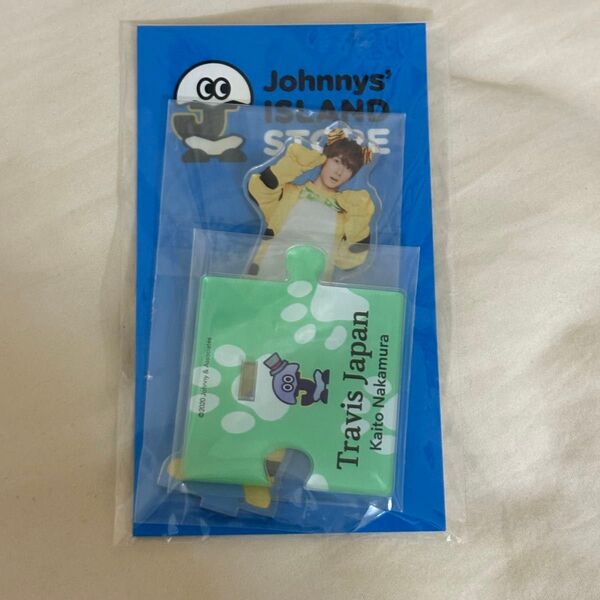 Johnnys'
ISLAND
STORE
Travis Japan
Kaito Nakamura
©2020 Johnny & Associates